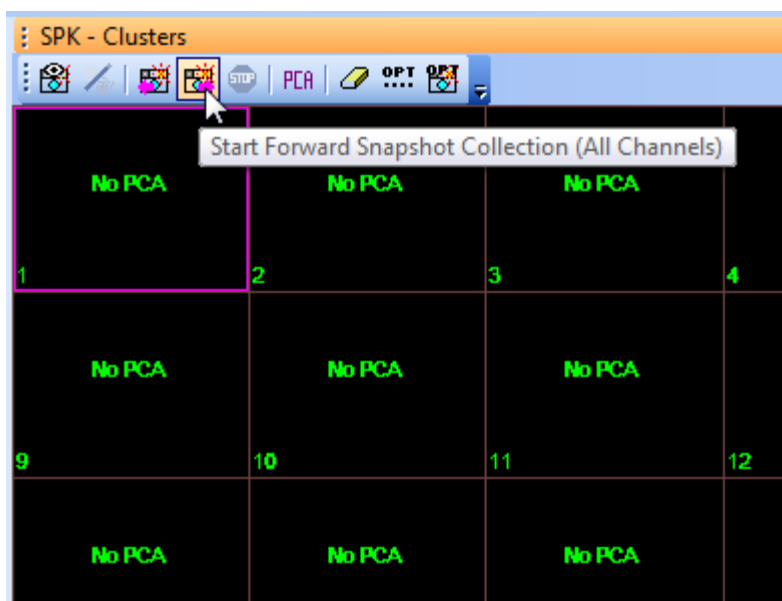 SPK - Clusters
STOP PCA OPT OPT
Start Forward Snapshot Collection (All Channels)
No PCA No PCA No PCA
1 2 3 4
No PCA No PCA No PCA
9 10 11 12
No PCA No PCA No PCA